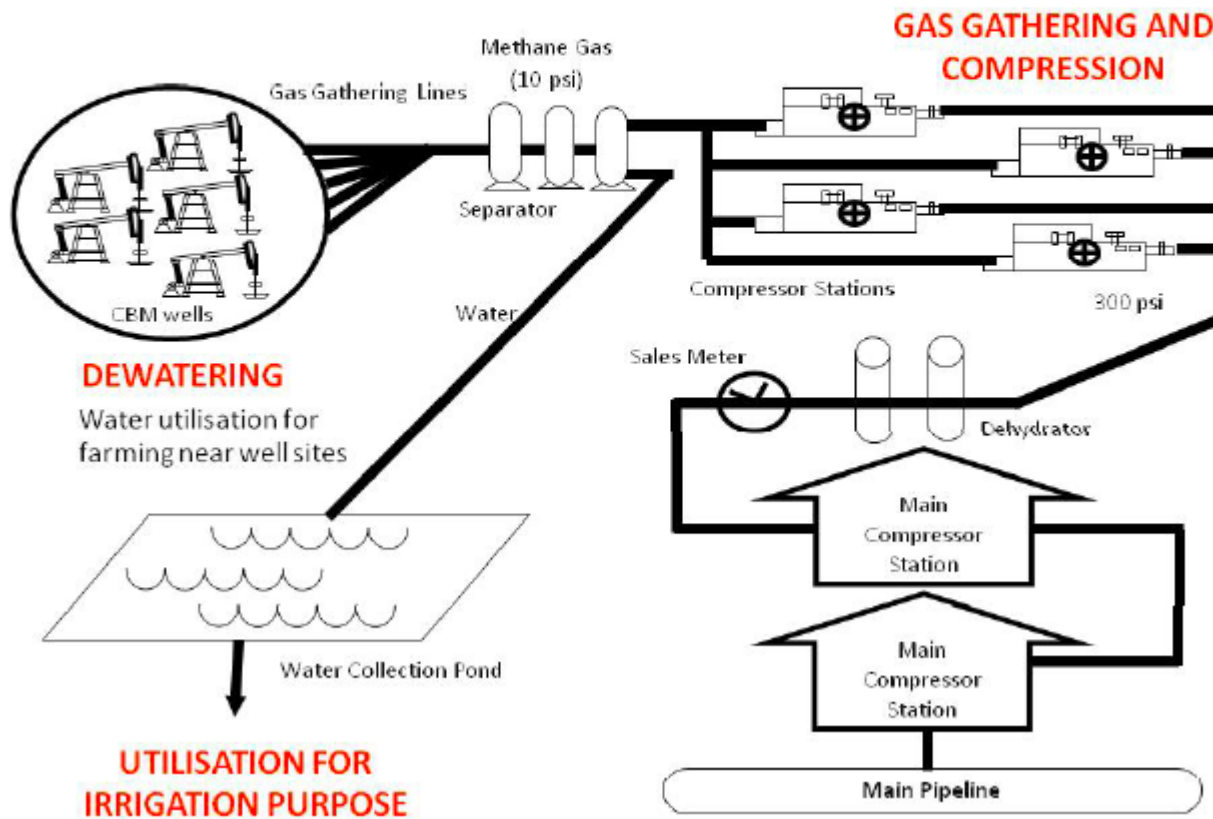 GAS GATHERING AND
COMPRESSION
Methane Gas
(10 psi)
Gas Gathering Lines
Separator
CBM wells
Water
Compressor Stations
300 psi
DEWATERING
Water utilisation for
farming near well sites
Sales Meter
Dehydrator
Main
Compressor
Station
Water Collection Pond
Main
Compressor
Station
UTILISATION FOR
IRRIGATION PURPOSE
Main Pipeline